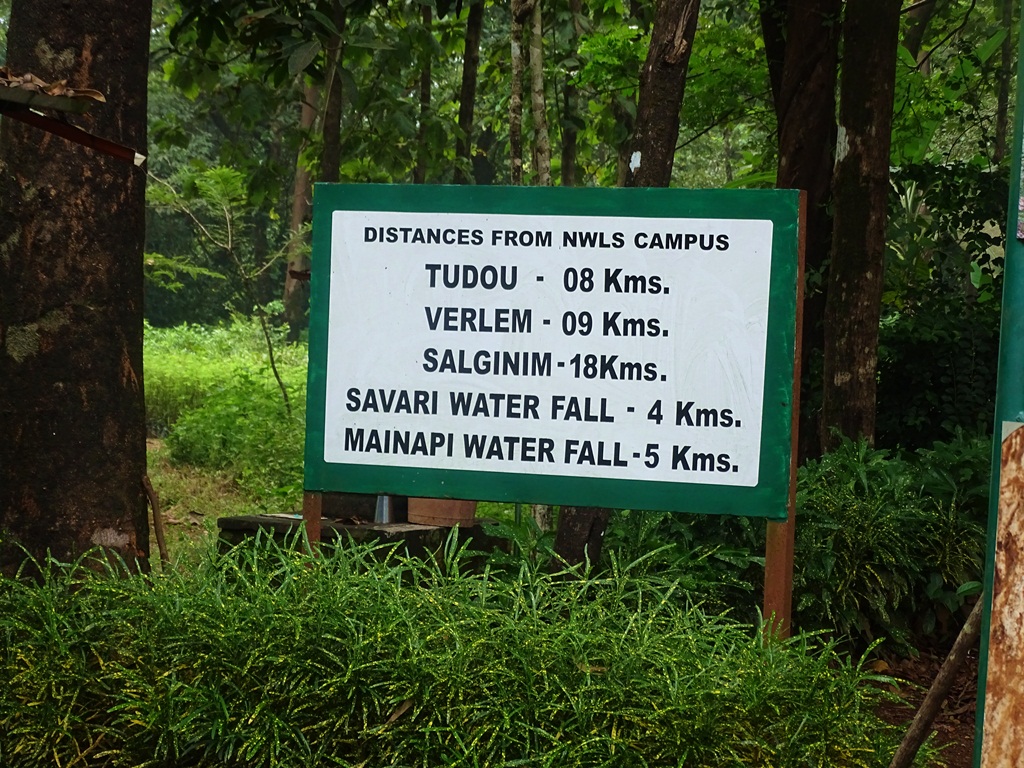 DISTANCES FROM NWLS CAMPUS
TUDOU - 08 Kms.
VERLEM - 09 Kms.
SALGINIM-18Kms.
SAVARI WATER FALL - 4 Kms.
MAINAPI WATER FALL-5 Kms.